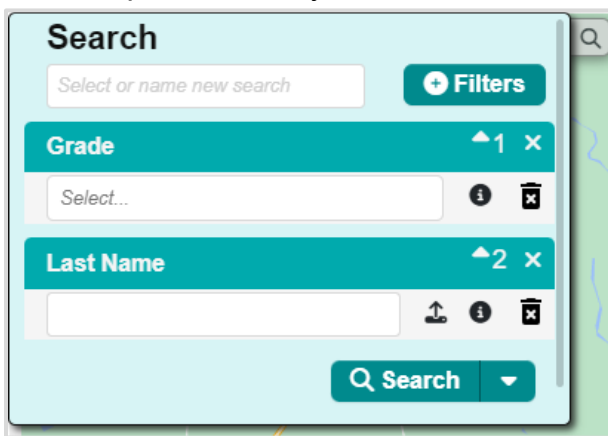 Search
Select or name new search
Filters
Grade 1
Select...
Last Name 2
Search